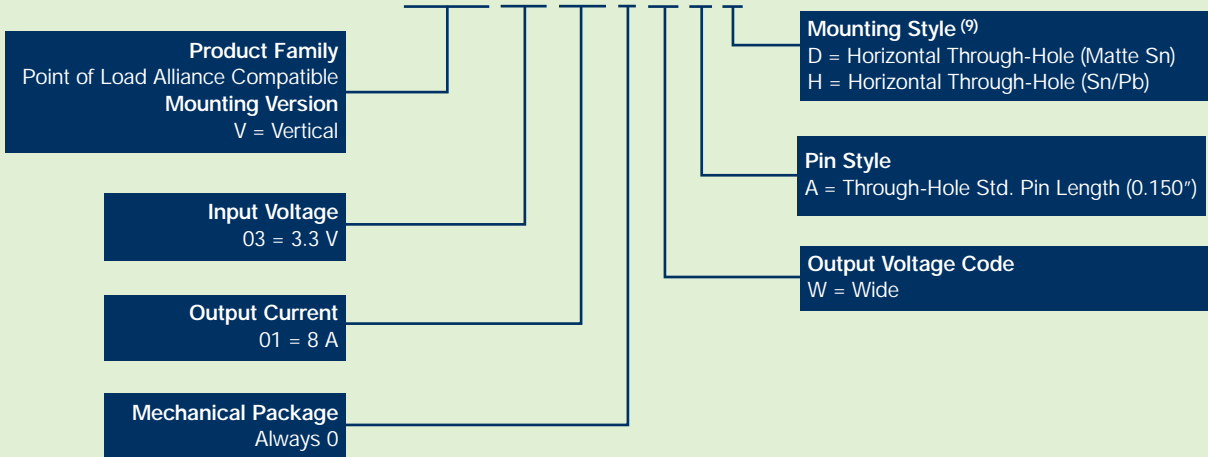 Product Family
Point of Load Alliance Compatible
Mounting Version
V = Vertical
Input Voltage
03 = 3.3 V
Output Current
01 = 8 A
Mechanical Package
Always 0
Mounting Style (9)
D = Horizontal Through-Hole (Matte Sn)
H = Horizontal Through-Hole (Sn/Pb)
Pin Style
A = Through-Hole Std. Pin Length (0.150″)
Output Voltage Code
W = Wide